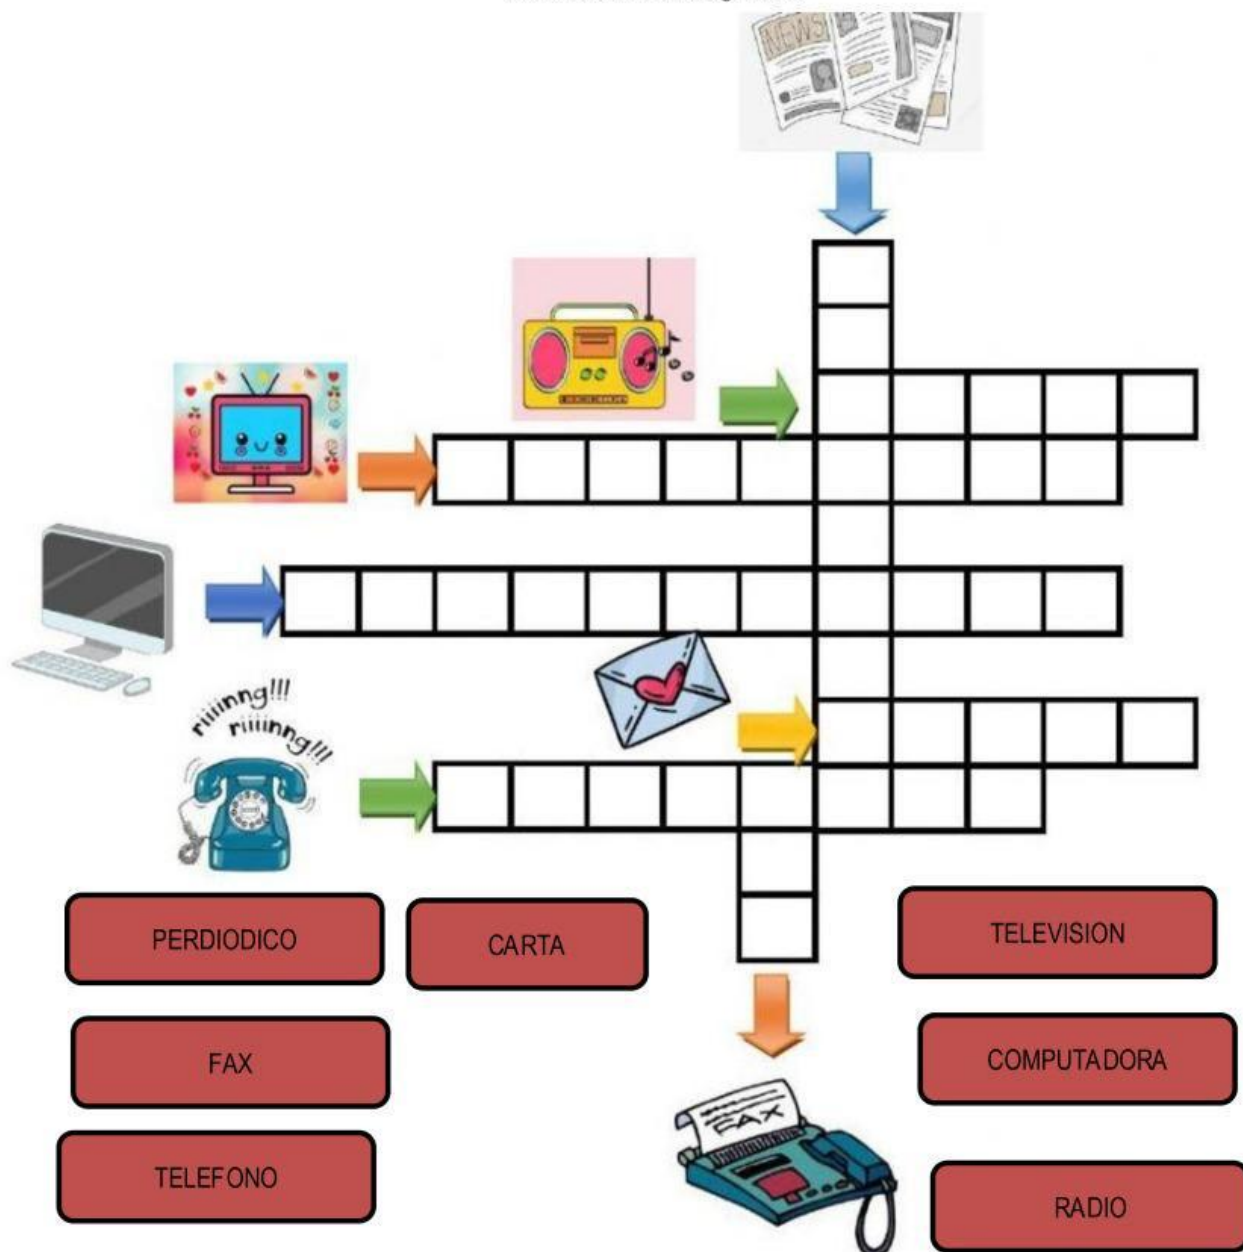 NEWS
riiiinng!!!
riiiinng!!!
PERDIODICO
CARTA
TELEVISION
FAX
COMPUTADORA
TELEFONO
FAX
RADIO